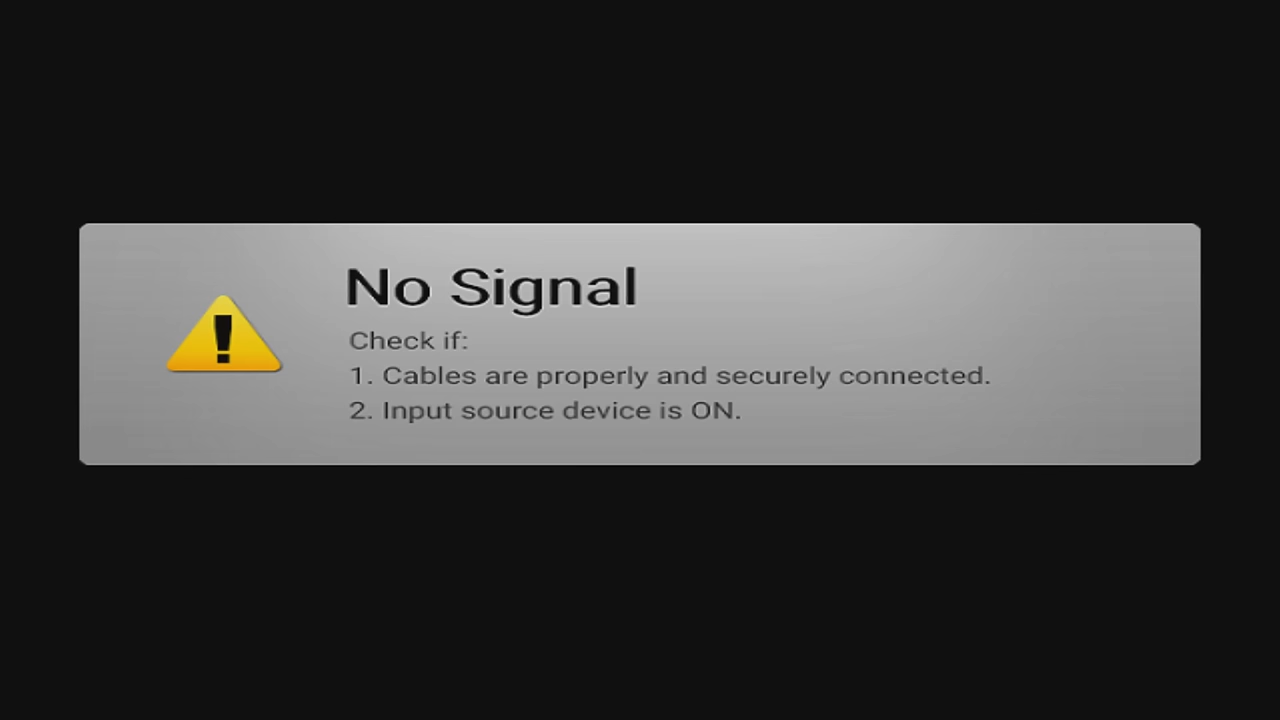 No Signal
Check if:
1. Cables are properly and securely connected.
2. Input source device is ON.